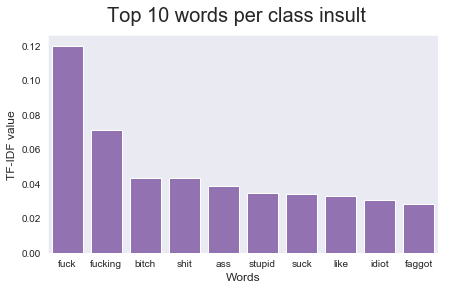 Top 10 words per class insult
TF-IDF value
0.12
0.10
0.08
0.06
0.04
0.02
0.00
fuck fucking bitch shit ass stupid suck like idiot faggot
Words